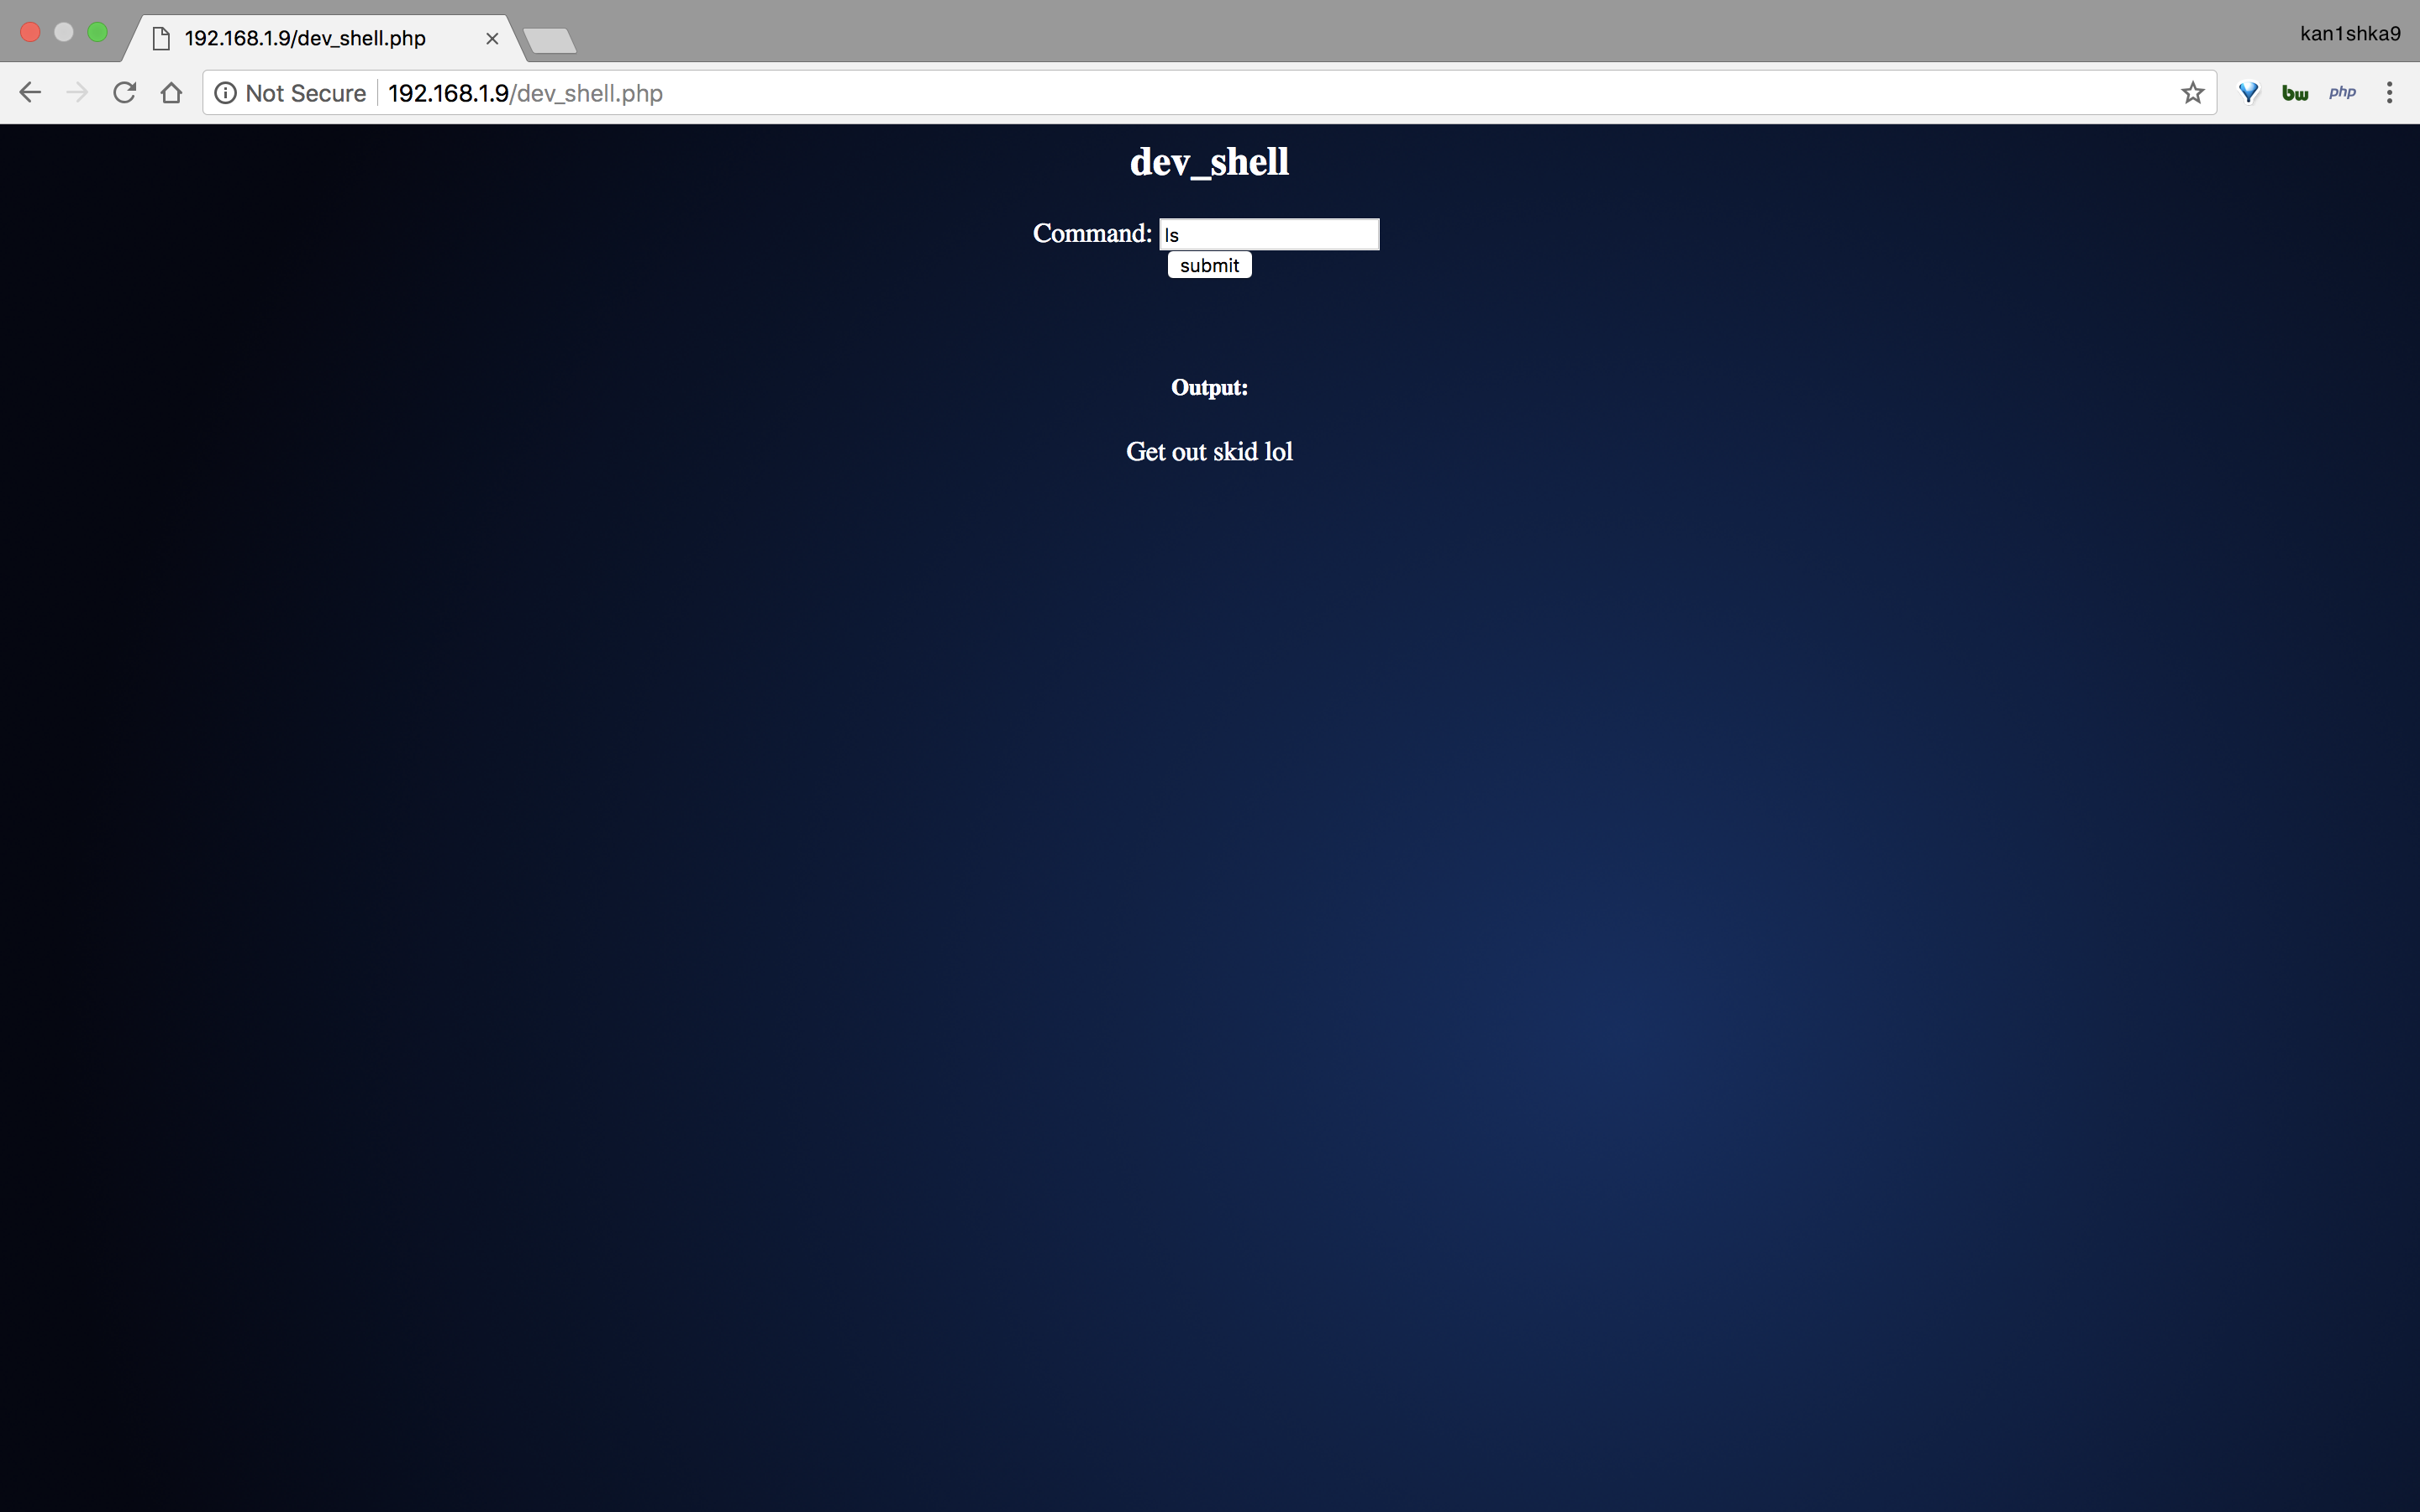 192.168.1.9/dev_shell.php
kan1shka9
Not Secure 192.168.1.9/dev_shell.php
bw
php
dev_shell
Command: ls
submit
Output:
Get out skid lol